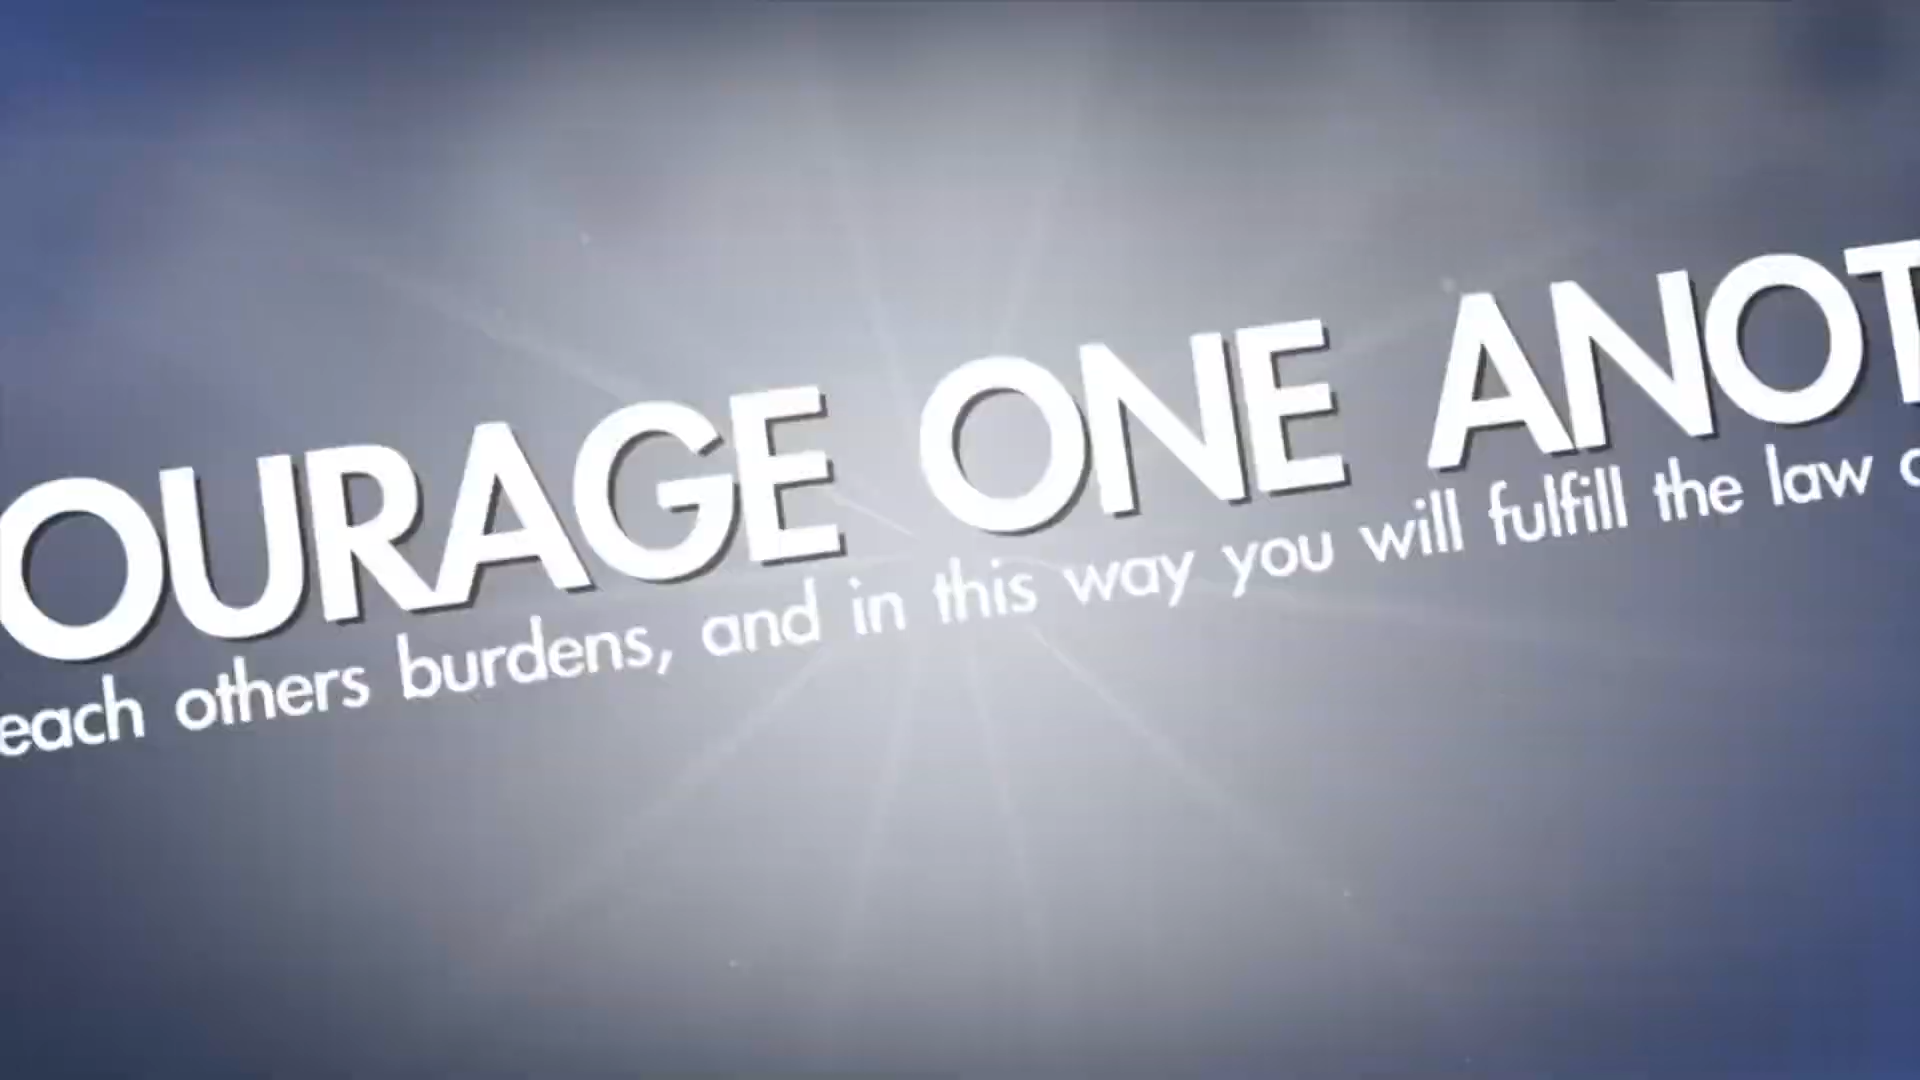 OURAGE ONE ANOT
each others burdens, and in this way you will fulfill the law